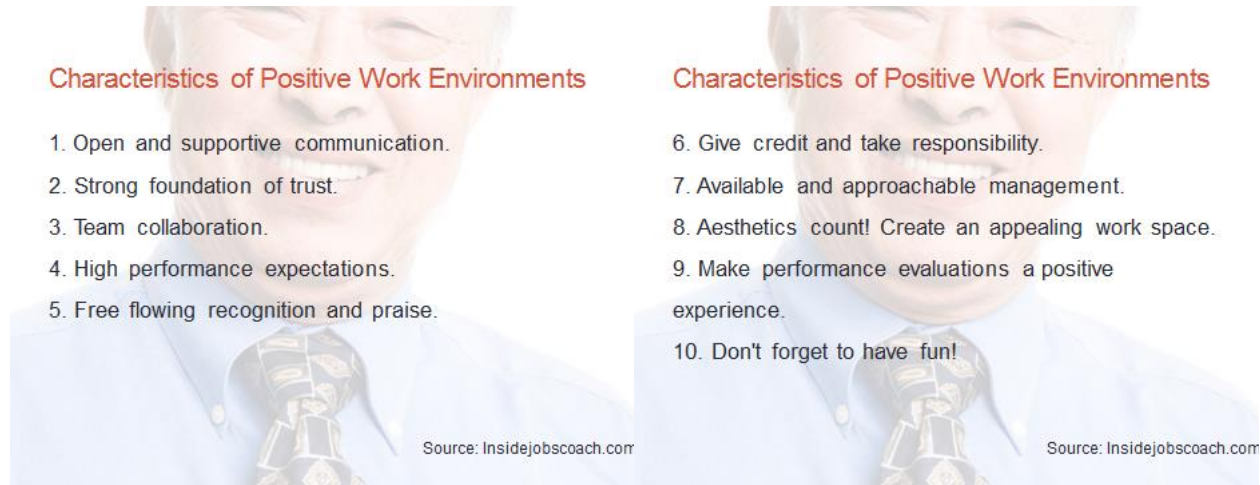 Characteristics of Positive Work Environments
1. Open and supportive communication.
2. Strong foundation of trust.
3. Team collaboration.
4. High performance expectations.
5. Free flowing recognition and praise.
Source: Insidejobscoach.com
Characteristics of Positive Work Environments
6. Give credit and take responsibility.
7. Available and approachable management.
8. Aesthetics count! Create an appealing work space.
9. Make performance evaluations a positive
experience.
10. Don't forget to have fun!
Source: Insidejobscoach.com